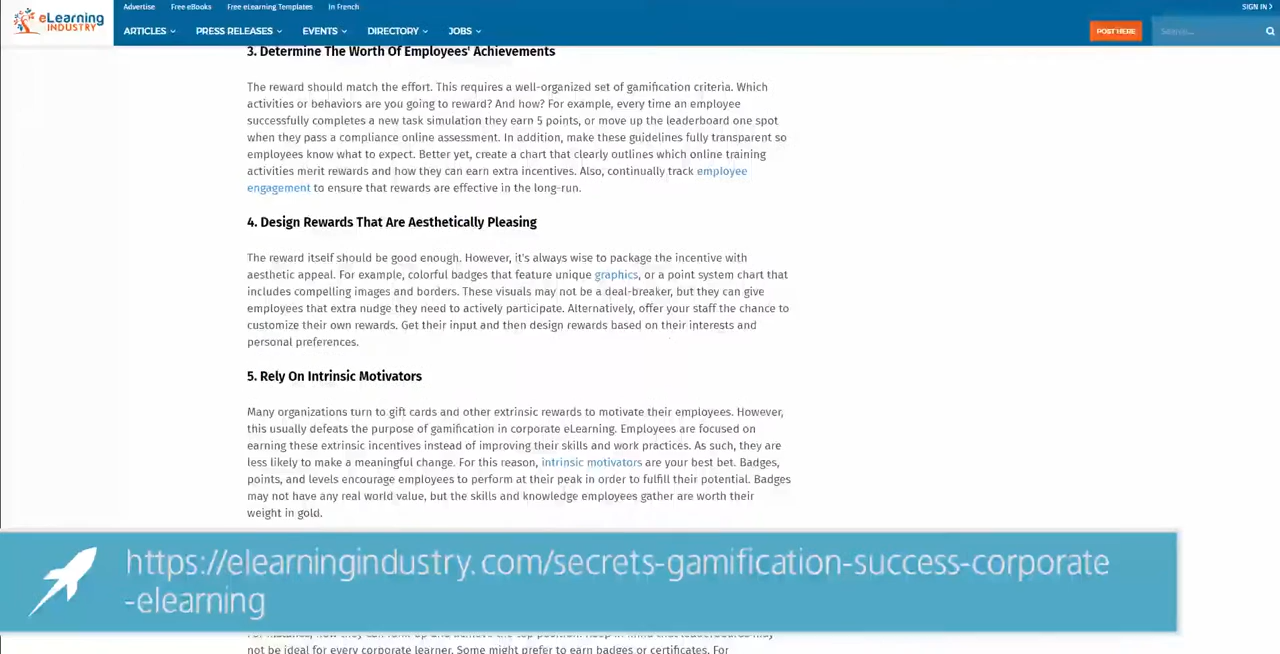 Advertise Free eBooks Free eLearning Templates In French SIGN IN
eLearning
INDUSTRY
ARTICLES PRESS RELEASES EVENTS DIRECTORY JOBS POST HERE Search...
3. Determine The Worth Of Employees' Achievements
The reward should match the effort. This requires a well-organized set of gamification criteria. Which
activities or behaviors are you going to reward? And how? For example, every time an employee
successfully completes a new task simulation they earn 5 points, or move up the leaderboard one spot
when they pass a compliance online assessment. In addition, make these guidelines fully transparent so
employees know what to expect. Better yet, create a chart that clearly outlines which online training
activities merit rewards and how they can earn extra incentives. Also, continually track employee
engagement to ensure that rewards are effective in the long-run.
4. Design Rewards That Are Aesthetically Pleasing
The reward itself should be good enough. However, it's always wise to package the incentive with
aesthetic appeal. For example, colorful badges that feature unique graphics, or a point system chart that
includes compelling images and borders. These visuals may not be a deal-breaker, but they can give
employees that extra nudge they need to actively participate. Alternatively, offer your staff the chance to
customize their own rewards. Get their input and then design rewards based on their interests and
personal preferences.
5. Rely On Intrinsic Motivators
Many organizations turn to gift cards and other extrinsic rewards to motivate their employees. However,
this usually defeats the purpose of gamification in corporate eLearning. Employees are focused on
earning these extrinsic incentives instead of improving their skills and work practices. As such, they are
less likely to make a meaningful change. For this reason, intrinsic motivators are your best bet. Badges,
points, and levels encourage employees to perform at their peak in order to fulfill their potential. Badges
may not have any real world value, but the skills and knowledge employees gather are worth their
weight in gold.
https://elearningindustry.com/secrets-gamification-success-corporate
-elearning
not be ideal for every corporate learner. Some might prefer to earn badges or certificates. For